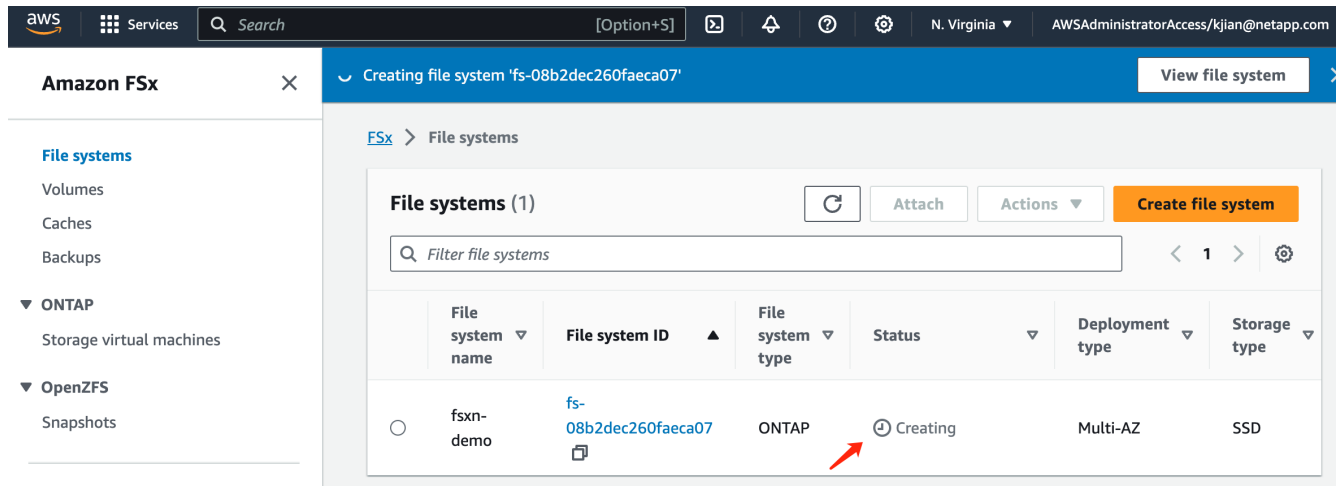 aws Services Search [Option+S] N. Virginia AWSAdministratorAccess/kjian@netapp.com
Amazon FSx
File systems
Volumes
Caches
Backups
ONTAP
Storage virtual machines
OpenZFS
Snapshots
Creating file system 'fs-08b2dec260faeca07' View file system
FSx > File systems
File systems (1) Attach Actions Create file system
Filter file systems 1
File system name File system ID File system type Status Deployment type Storage type
fsxn-
demo
fs-
08b2dec260faeca07
ONTAP Creating Multi-AZ SSD